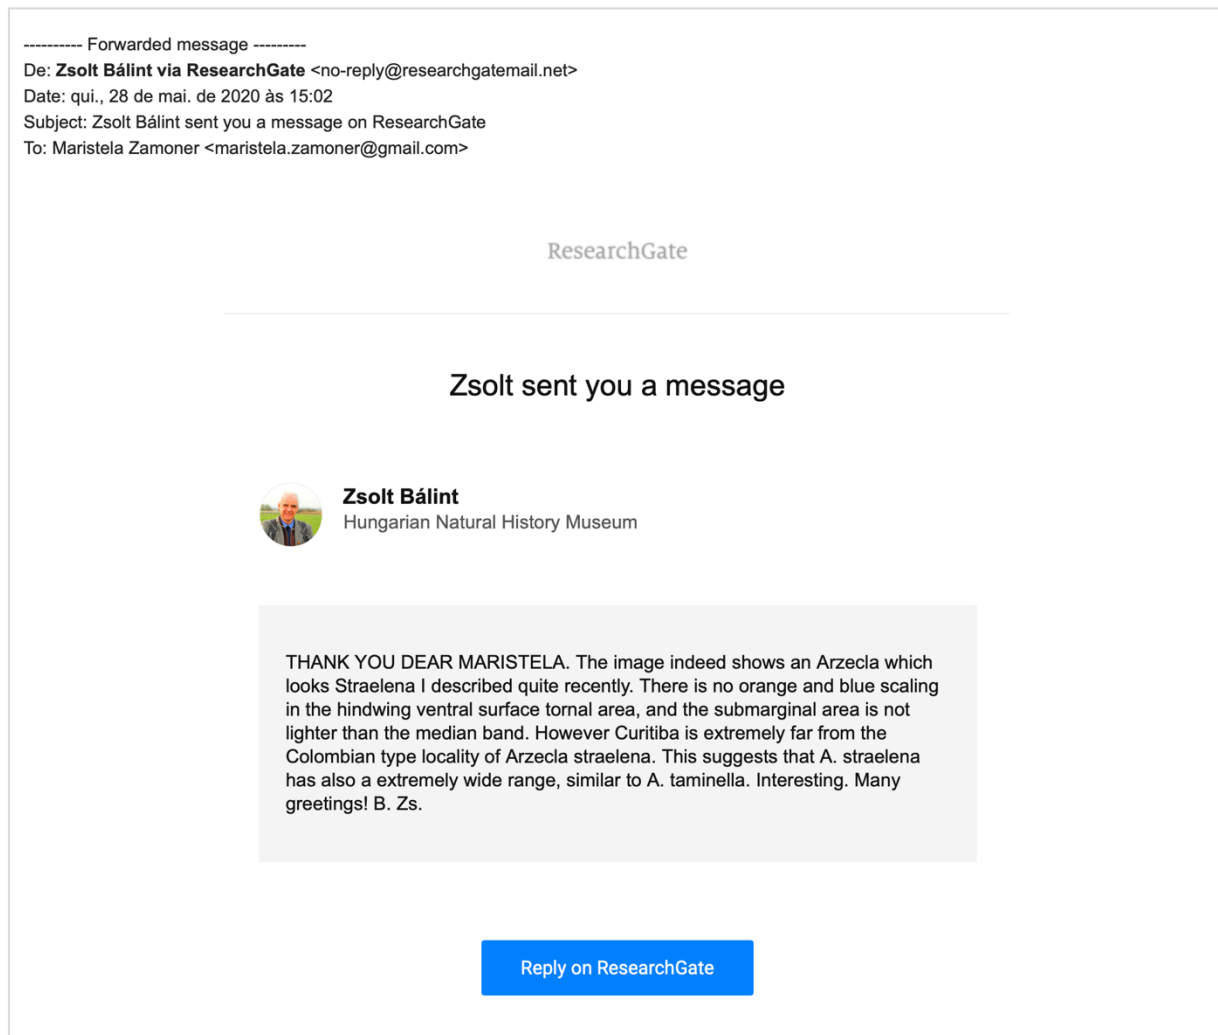 ---------- Forwarded message ---------
De: Zsolt Bálint via ResearchGate <no-reply@researchgatemail.net>
Date: qui., 28 de mai. de 2020 às 15:02
Subject: Zsolt Bálint sent you a message on ResearchGate
To: Maristela Zamoner <maristela.zamoner@gmail.com>
ResearchGate
Zsolt sent you a message
Zsolt Bálint
Hungarian Natural History Museum
THANK YOU DEAR MARISTELA. The image indeed shows an Arzecla which
looks Straelena I described quite recently. There is no orange and blue scaling
in the hindwing ventral surface tornal area, and the submarginal area is not
lighter than the median band. However Curitiba is extremely far from the
Colombian type locality of Arzecla straelena. This suggests that A. straelena
has also a extremely wide range, similar to A. taminella. Interesting. Many
greetings! B. Zs.
Reply on ResearchGate